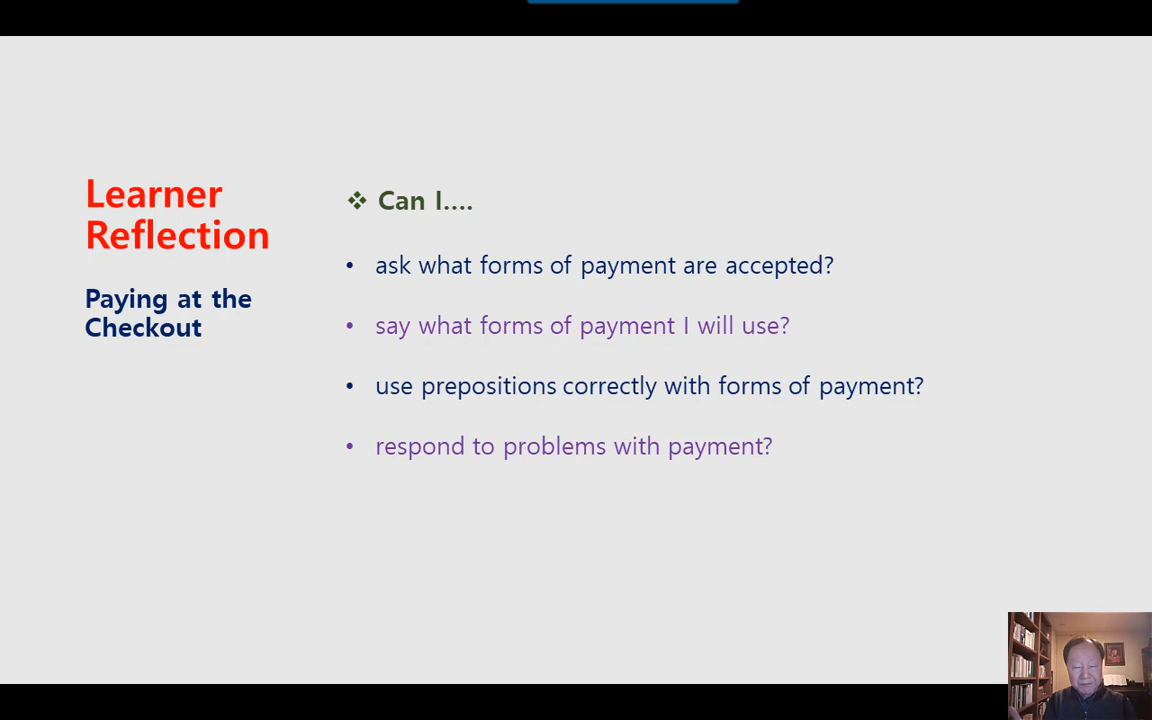 Learner
Reflection
Paying at the
Checkout
❖ Can I....
• ask what forms of payment are accepted?
• say what forms of payment I will use?
• use prepositions correctly with forms of payment?
• respond to problems with payment?